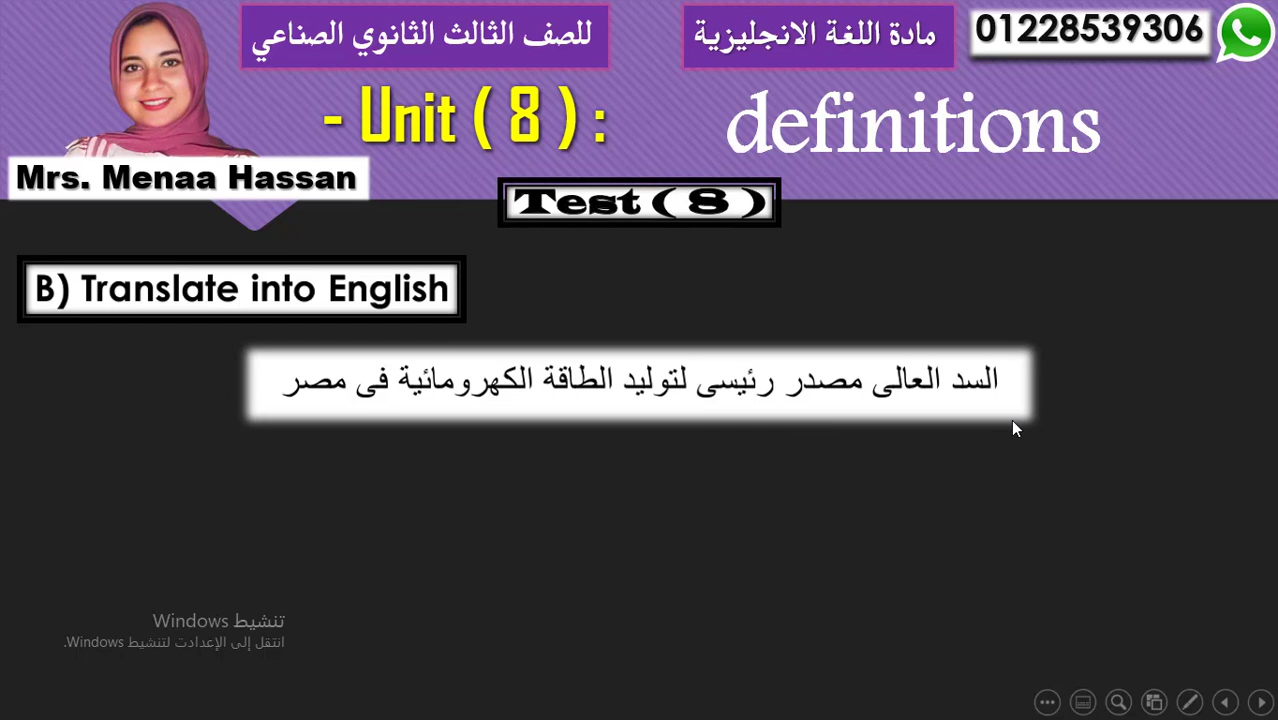 للصف الثالث الثانوي الصناعي
مادة اللغة الانجليزية
01228539306
- Unit ( 8 ) :
definitions
Mrs. Menaa Hassan
Test ( 8 )
B) Translate into English
السد العالى مصدر رئيسى لتوليد الطاقة الكهرومائية فى مصر
تنشيط Windows
انتقل إلى الإعدادت لتنشيط Windows.